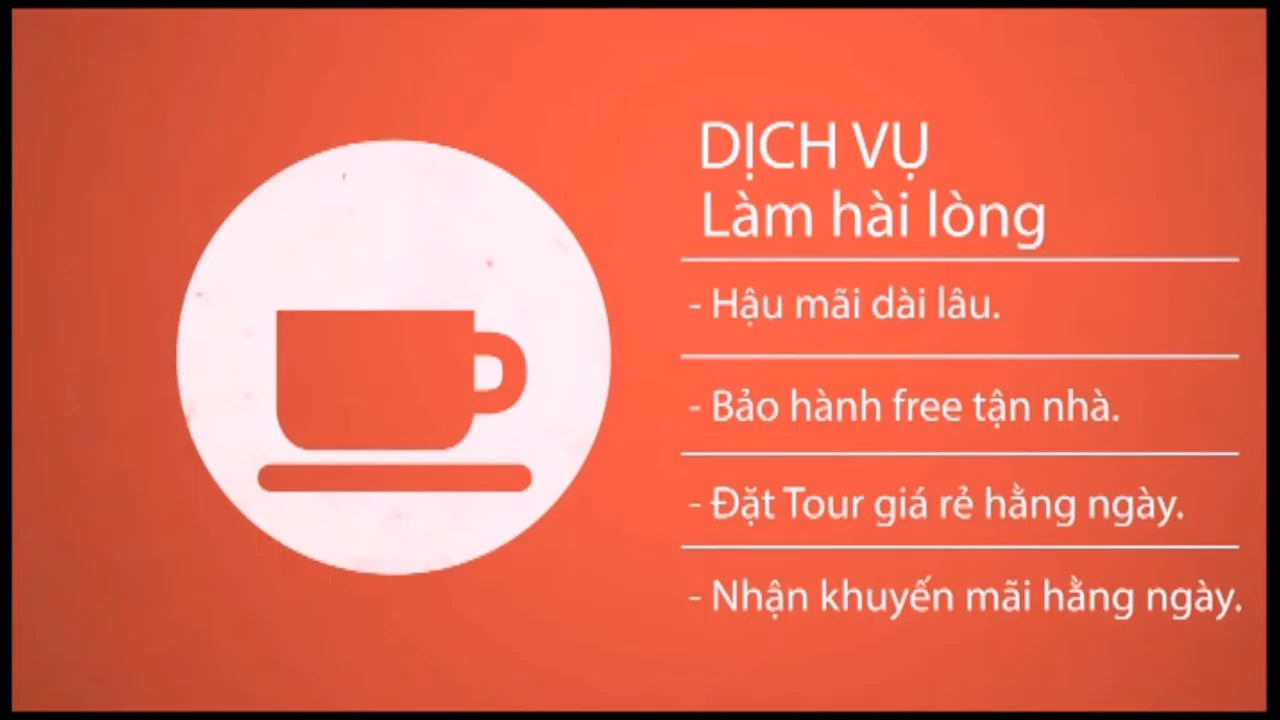 DỊCH VỤ
Làm hài lòng
- Hậu mãi dài lâu.
- Bảo hành free tận nhà.
- Đặt Tour giá rẻ hằng ngày.
- Nhận khuyến mãi hằng ngày.